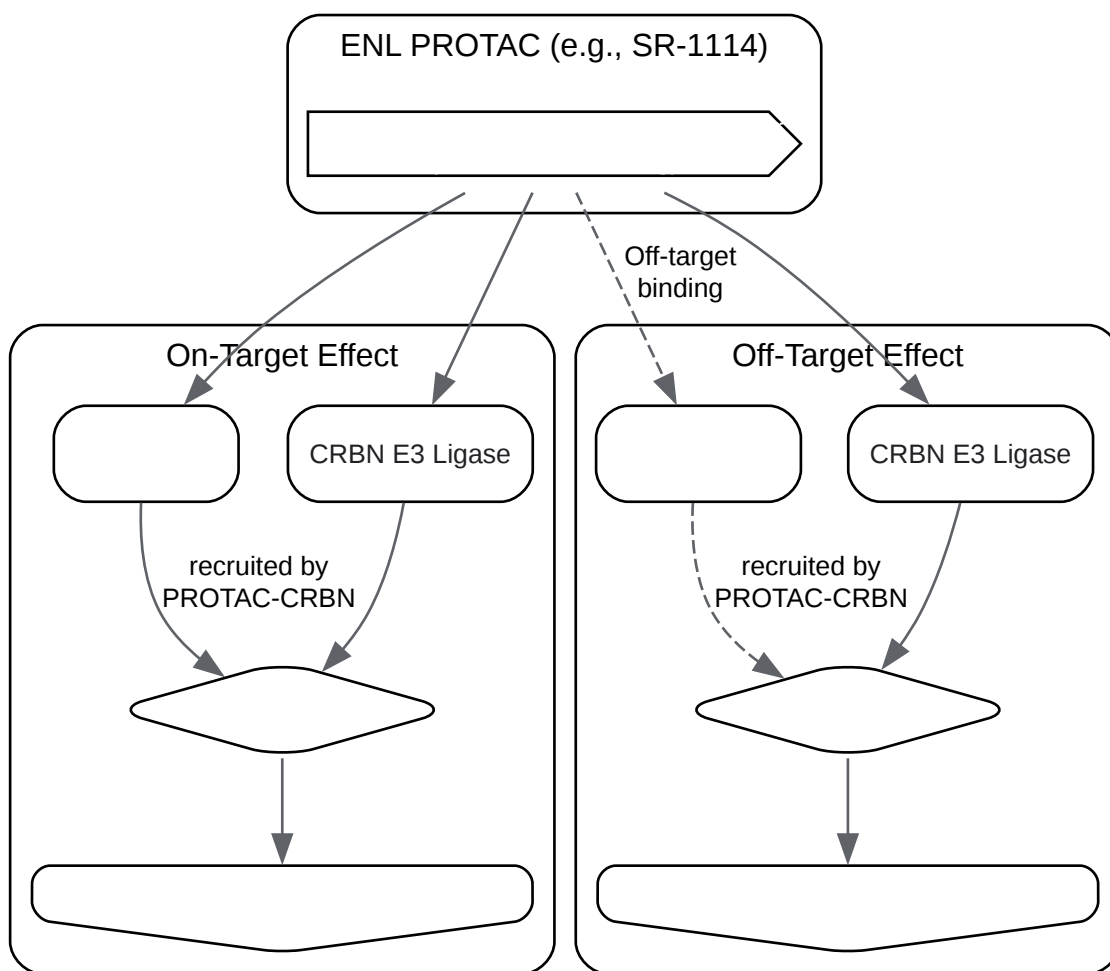 ENL PROTAC (e.g., SR-1114)
Off-target
binding
On-Target Effect
Off-Target Effect
CRBN E3 Ligase
CRBN E3 Ligase
recruited by
PROTAC-CRBN
recruited by
PROTAC-CRBN